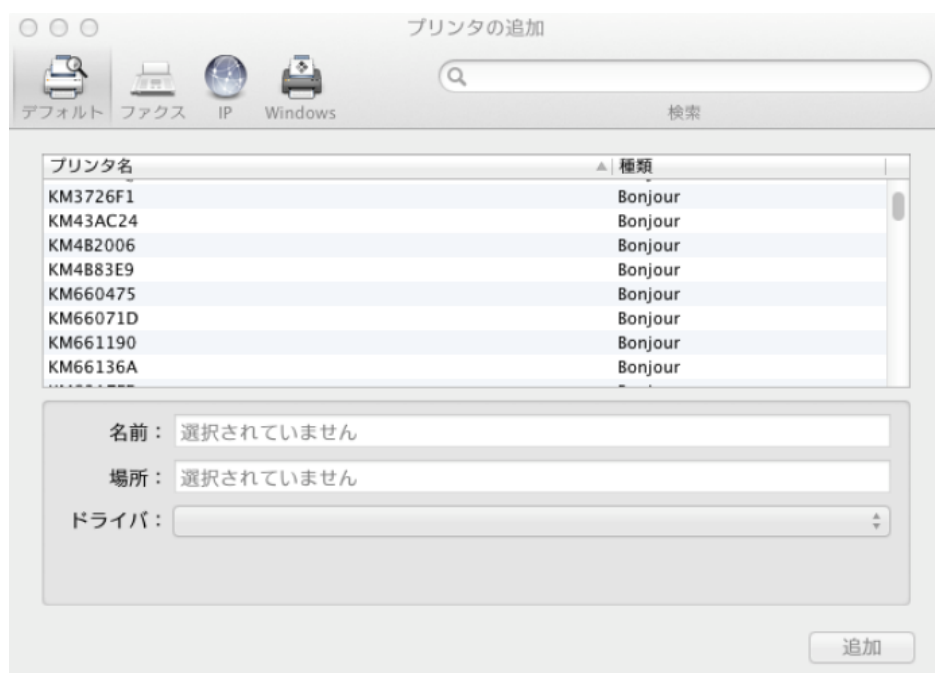 プリンタの追加
デフォルト ファクス IP Windows 検索
プリンタ名 種類
KM3726F1 Bonjour
KM43AC24 Bonjour
KM4B2006 Bonjour
KM4B83E9 Bonjour
KM660475 Bonjour
KM66071D Bonjour
KM661190 Bonjour
KM66136A Bonjour
名前： 選択されていません
場所： 選択されていません
ドライバ：
追加